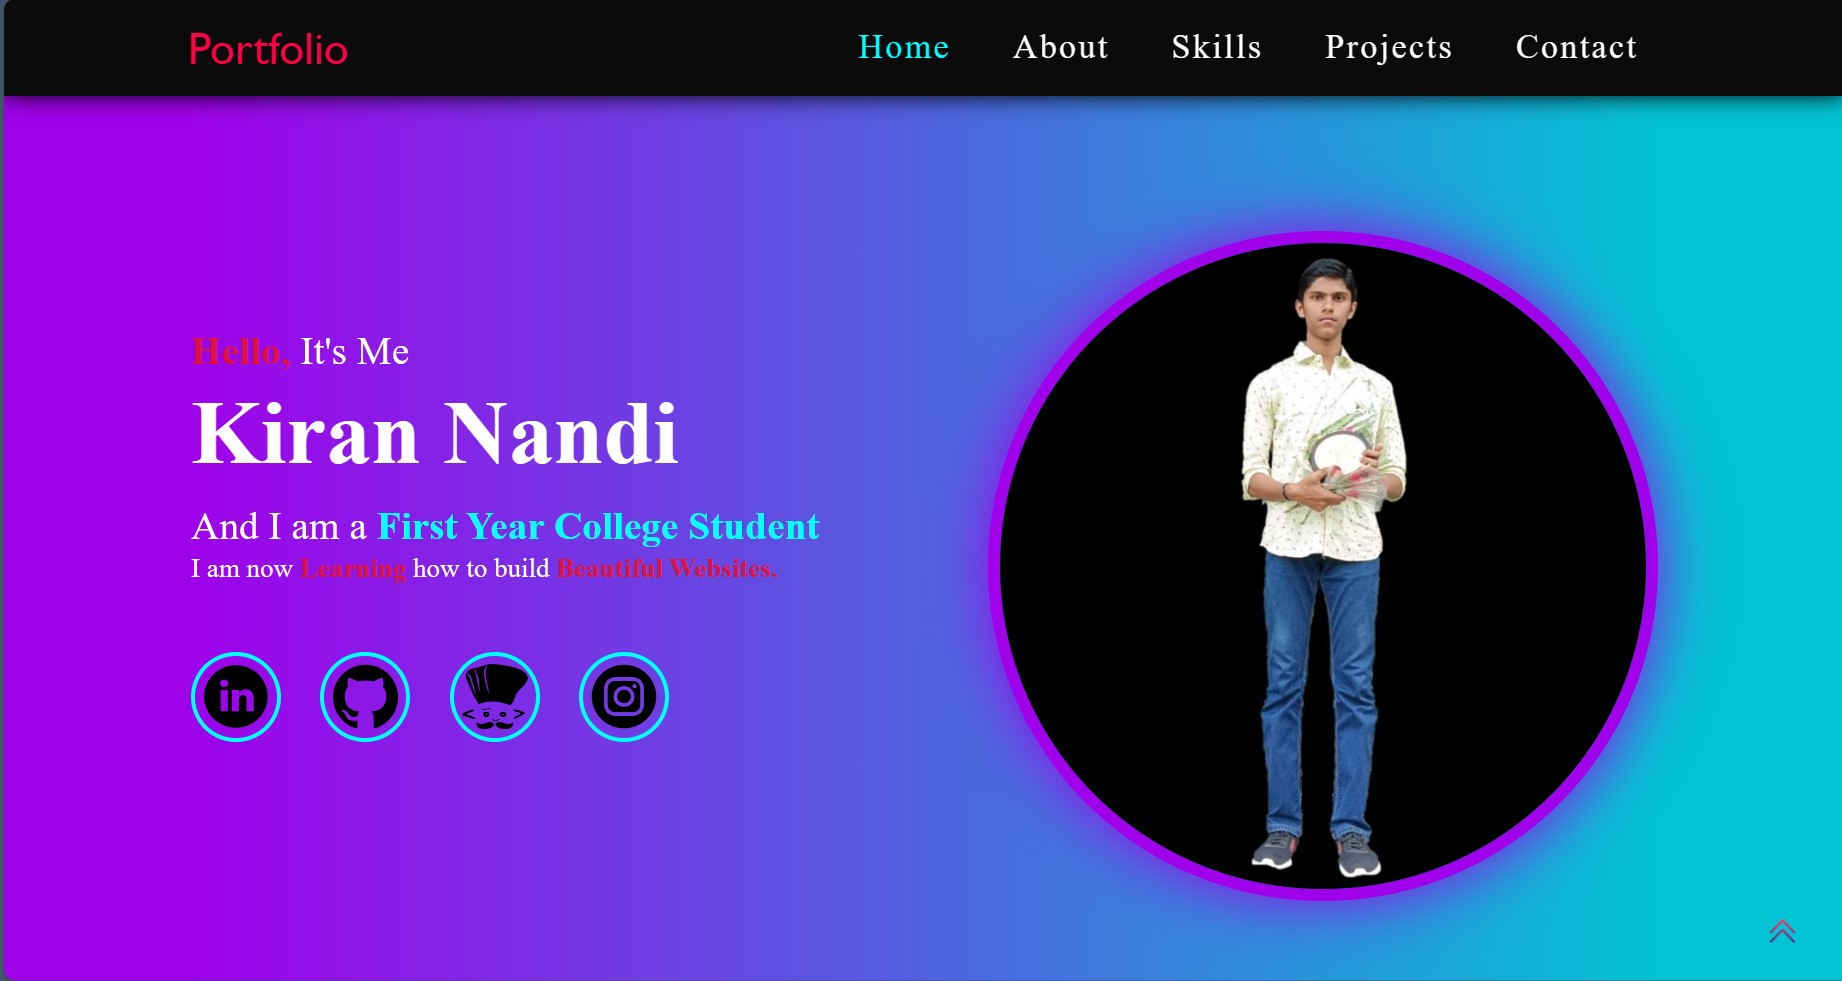 Portfolio
Home About Skills Projects Contact
Hello, It's Me
Kiran Nandi
And I am a First Year College Student
I am now Learning how to build Beautiful Websites.
in